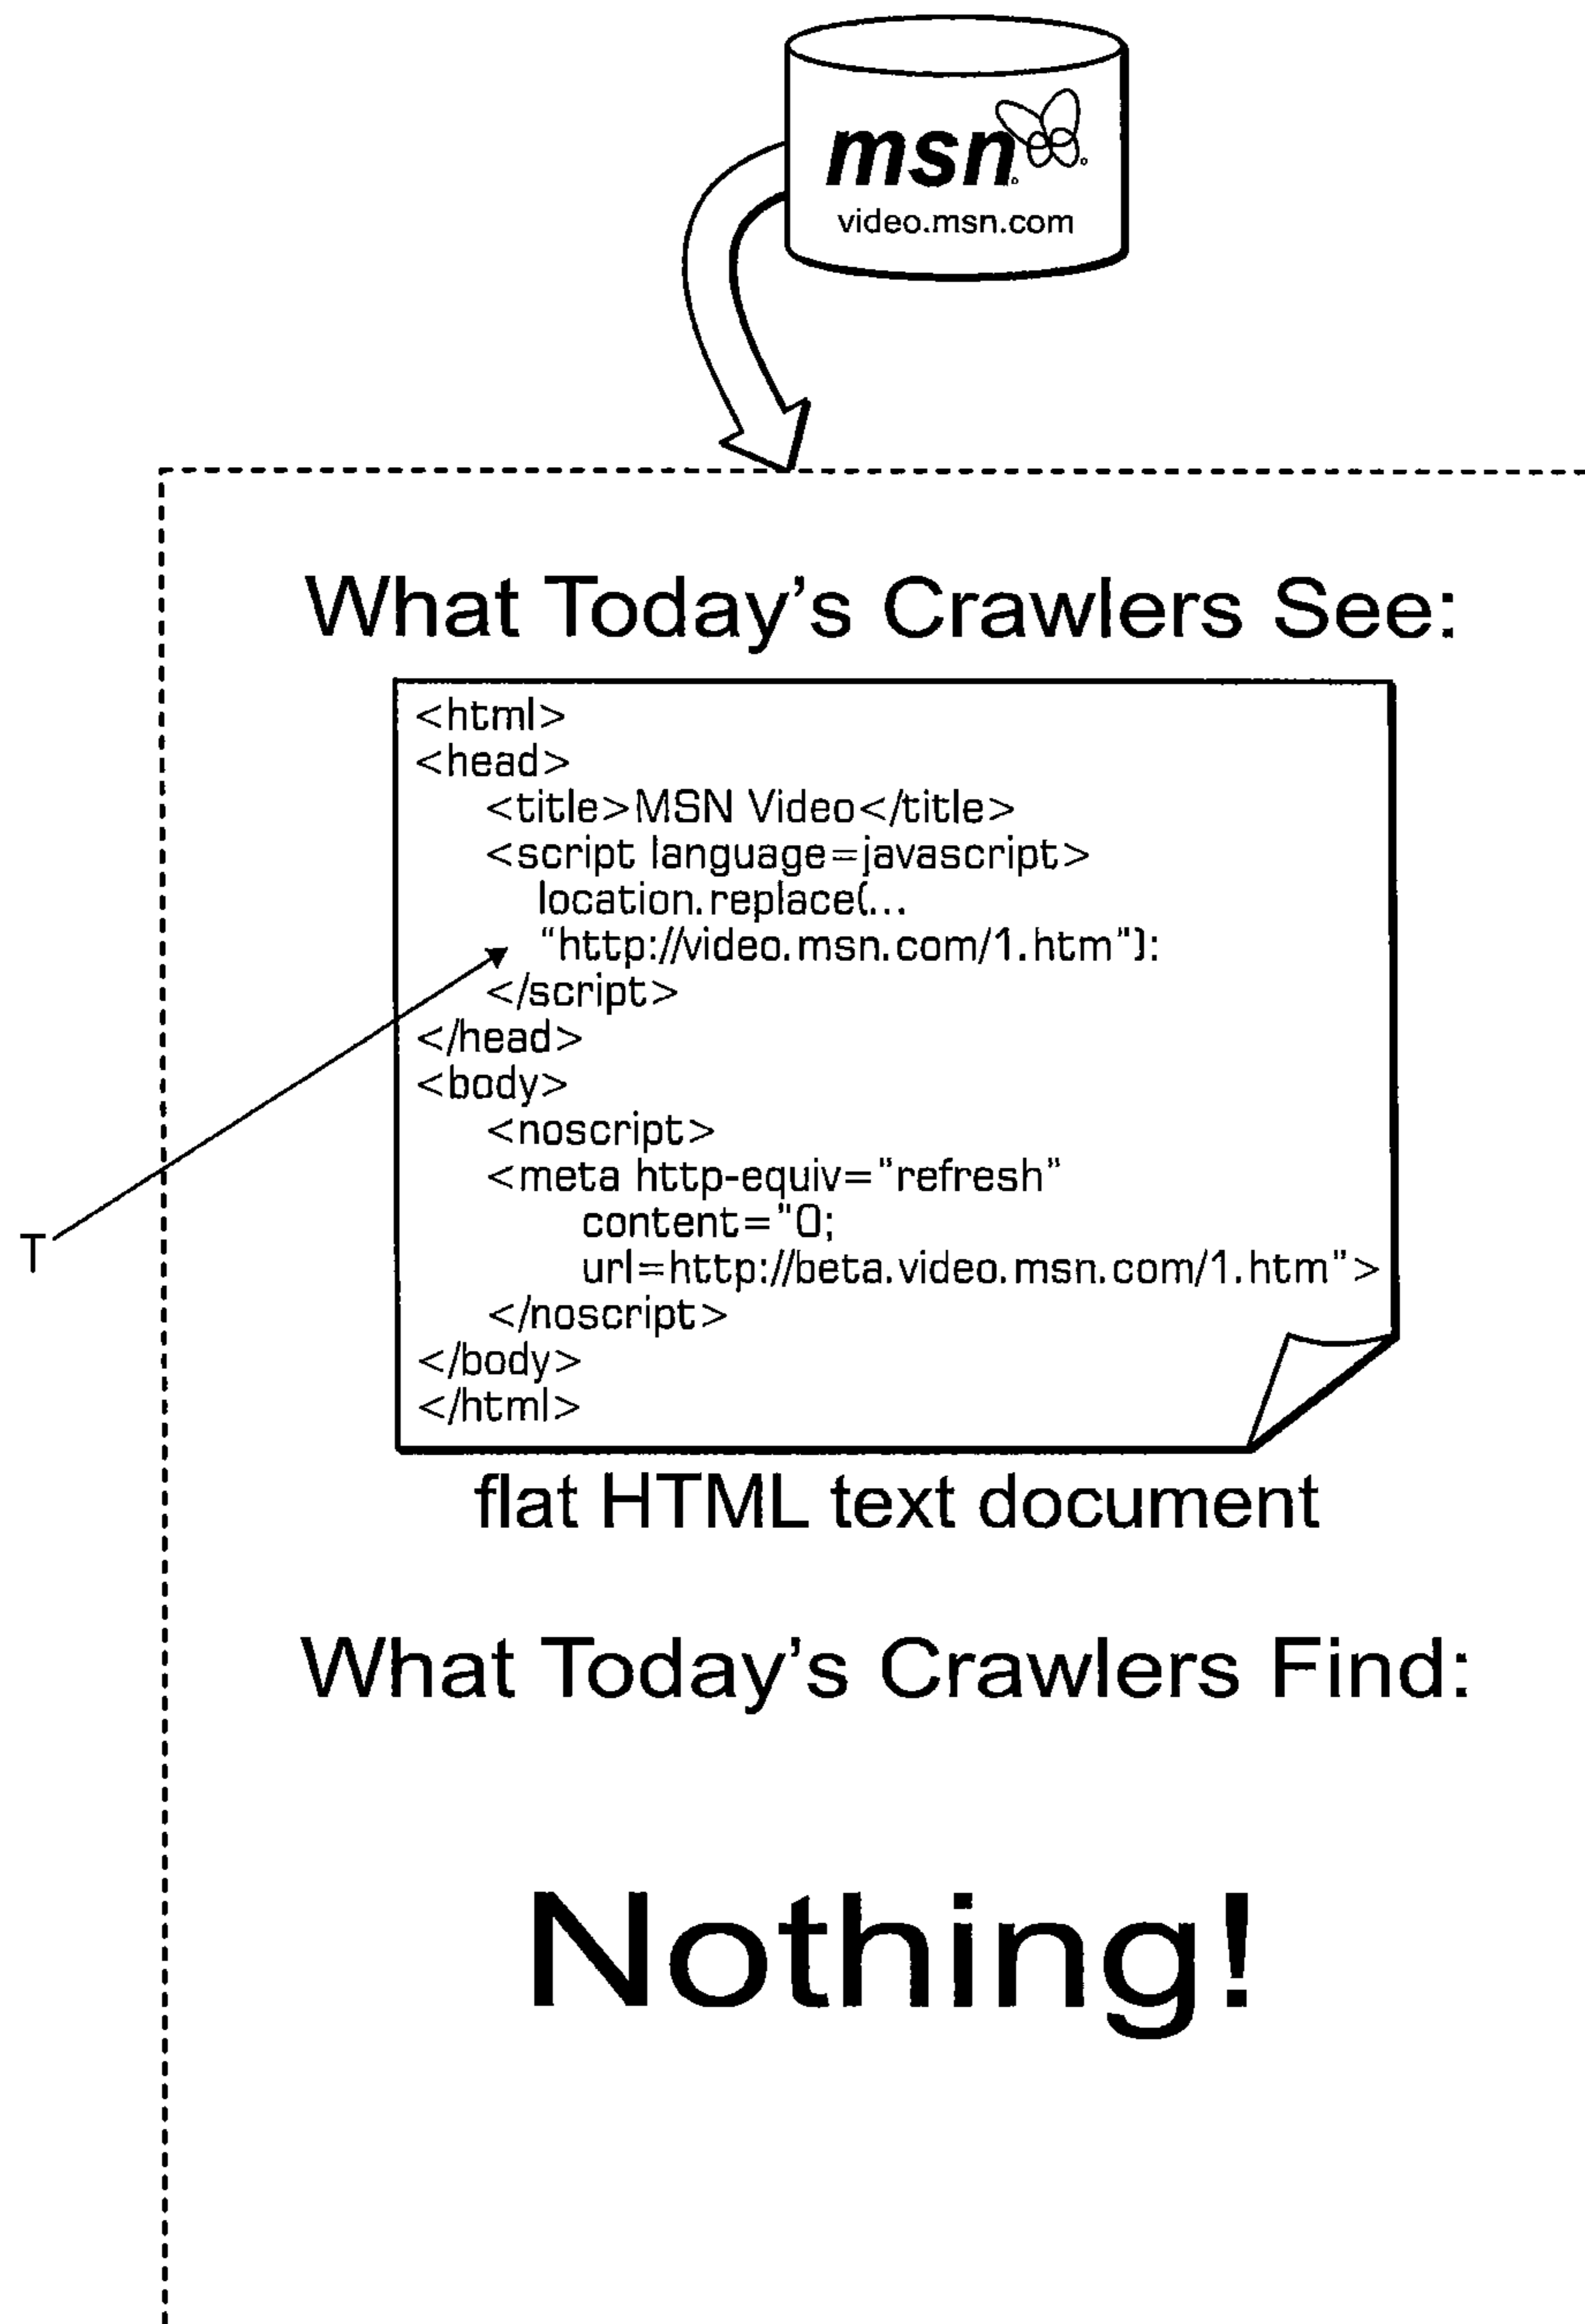 msn
video.msn.com
What Today’s Crawlers See:
<html>
<head>
<title>MSN Video</title>
<script language=javascript>
location.replace(...
“http://video.msn.com/1.htm”):
</script>
</head>
<body>
<noscript>
<meta http-equiv=”refresh”
content=”0;
url=http://beta.video.msn.com/1.htm”>
</noscript>
</body>
</html>
T
flat HTML text document
What Today’s Crawlers Find:
Nothing!